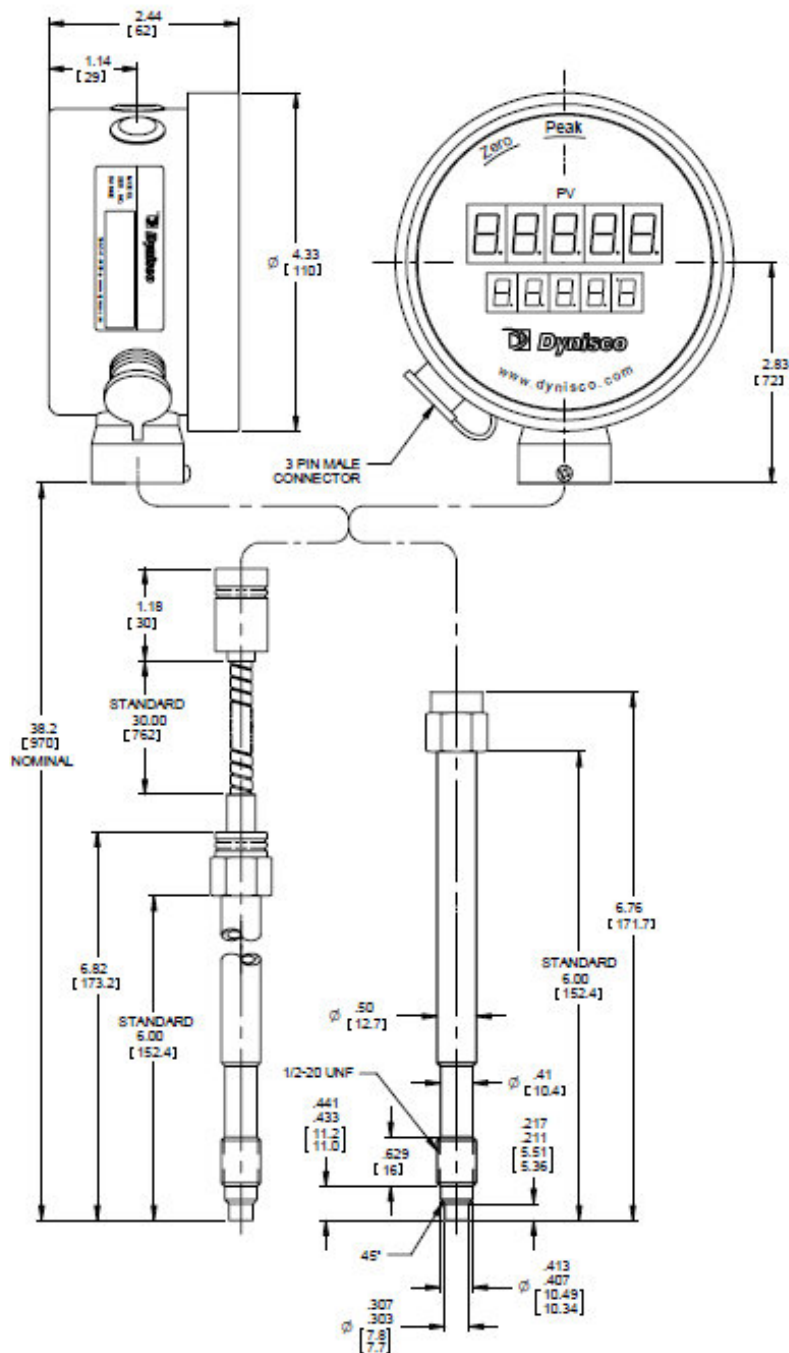 2.44
[62]
1.14
[29]
Zero
Peak
PV
Ø 4.33
[110]
Dynisco
Dynisco
www.dynisco.com
2.83
[72]
3 PIN MALE
CONNECTOR
1.18
[30]
STANDARD
30.00
[762]
38.2
[970]
NOMINAL
6.76
[171.7]
6.82
[173.2]
STANDARD
6.00
[152.4]
STANDARD
6.00
[152.4]
Ø .50
[12.7]
1/2-20 UNF
Ø .41
[10.4]
.441
.433
[11.2
11.0]
.629
[16]
.217
.211
[5.51
5.36]
45°
Ø .413
.407
[10.49
10.34]
Ø .307
.303
[7.8
7.7]